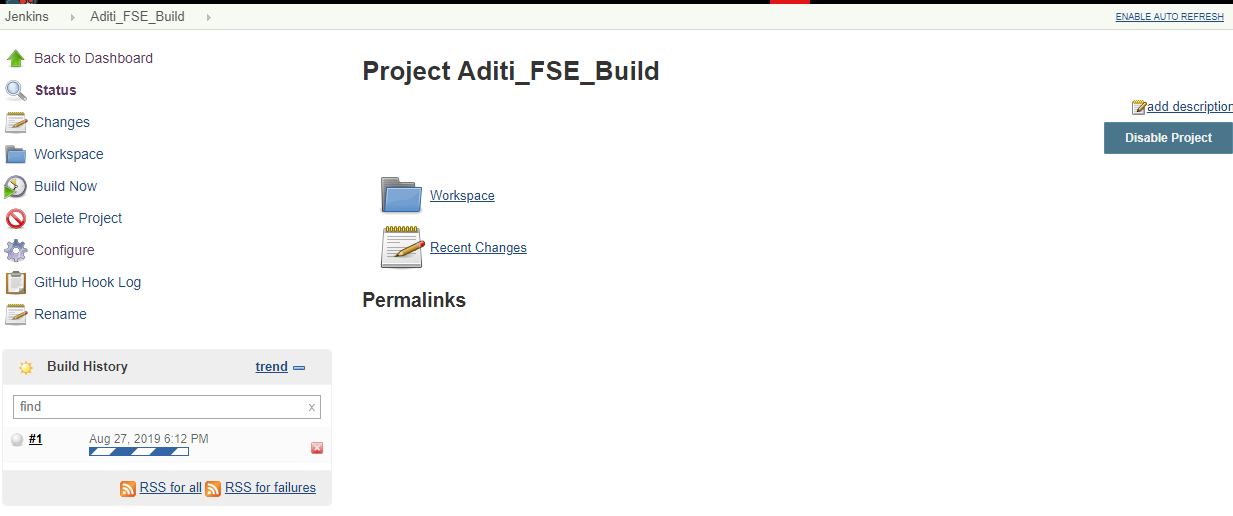 Jenkins Aditi_FSE_Build ENABLE AUTO REFRESH
Back to Dashboard
Status
Changes
Workspace
Build Now
Delete Project
Configure
GitHub Hook Log
Rename
Build History trend
find x
#1 Aug 27, 2019 6:12 PM
RSS for all RSS for failures
Project Aditi_FSE_Build
add description
Disable Project
Workspace
Recent Changes
Permalinks